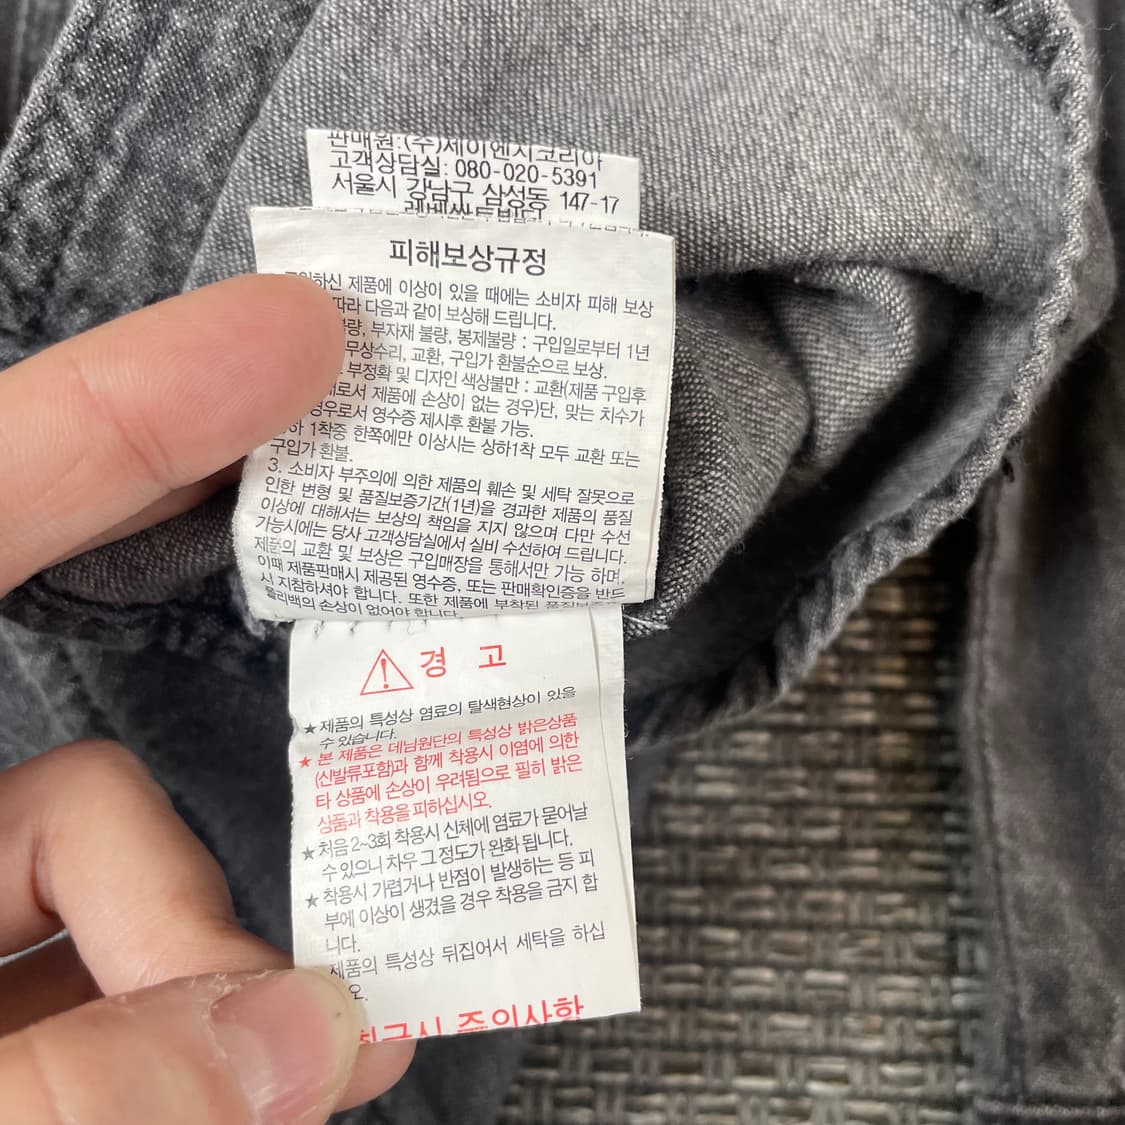 판매원:(주)제이엔지코리아
고객상담실: 080-020-5391
서울시 강남구 삼성동 147-17
레베쌍트빌딩
피해보상규정
제품에 이상이 있을 때에는 소비자 피해 보상
따라 다음과 같이 보상해 드립니다.
부자재 불량, 봉제불량 : 구입일로부터 1년
무상수리, 교환, 구입가 환불순으로 보상.
부정확 및 디자인 색상불만 : 교환(제품 구입후
제품에 손상이 없는 경우)단, 맞는 치수가
영수증 제시후 환불 가능.
1착중 한쪽에만 이상시는 상하1착 모두 교환 또는
구입가 환불.
3. 소비자 부주의에 의한 제품의 훼손 및 세탁 잘못으로
인한 변형 및 품질보증기간(1년)을 경과한 제품의 품질
이상에 대해서는 보상의 책임을 지지 않으며 다만 수선
가능시에는 당사 고객상담실에서 실비 수선하여 드립니다.
제품의 교환 및 보상은 구입매장을 통해서만 가능 하며,
이때 제품판매시 제공된 영수증, 또는 판매확인증을 반드
시 지참하셔야 합니다. 또한 제품에 부착된
손상이 없어야 합니다.
경 고
★제품의 특성상 염료의 탈색현상이 있을
수 있습니다.
★본 제품은 데님원단의 특성상 밝은상품
(신발류포함)과 함께 착용시 이염에 의한
타 상품에 손상이 우려됨으로 필히 밝은
상품과 착용을 피하십시오.
★처음 2~3회 착용시 신체에 염료가 묻어날
수 있으니 차우 그 정도가 완화 됩니다.
★착용시 가렵거나 반점이 발생하는 등 피
부에 이상이 생겼을 경우 착용을 금지 합
니다.
제품의 특성상 뒤집어서 세탁을 하십
오.
취급시 주의사항